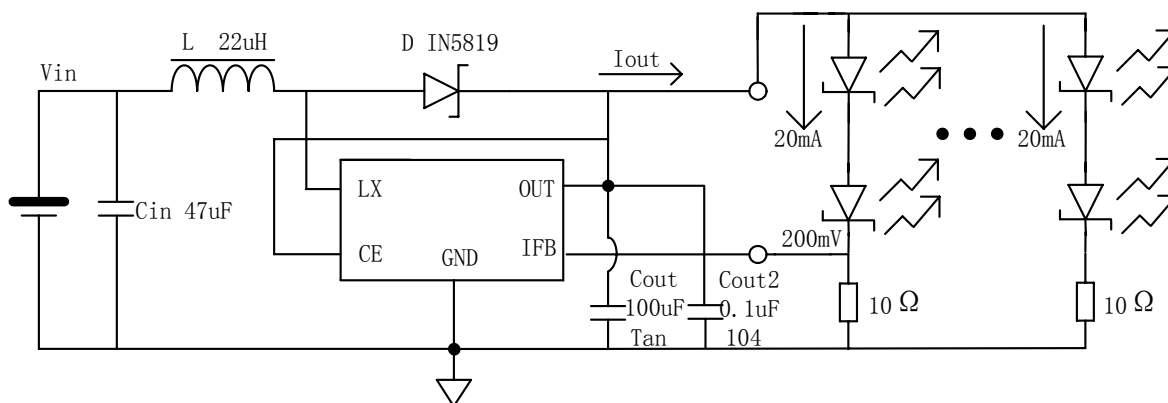 L 22uH
D IN5819
Vin
Iout
20mA
20mA
LX
OUT
Cin 47uF
CE
GND
IFB
200mV
Cout
100uF
Tan
Cout2
0.1uF
104
10 Ω
10 Ω